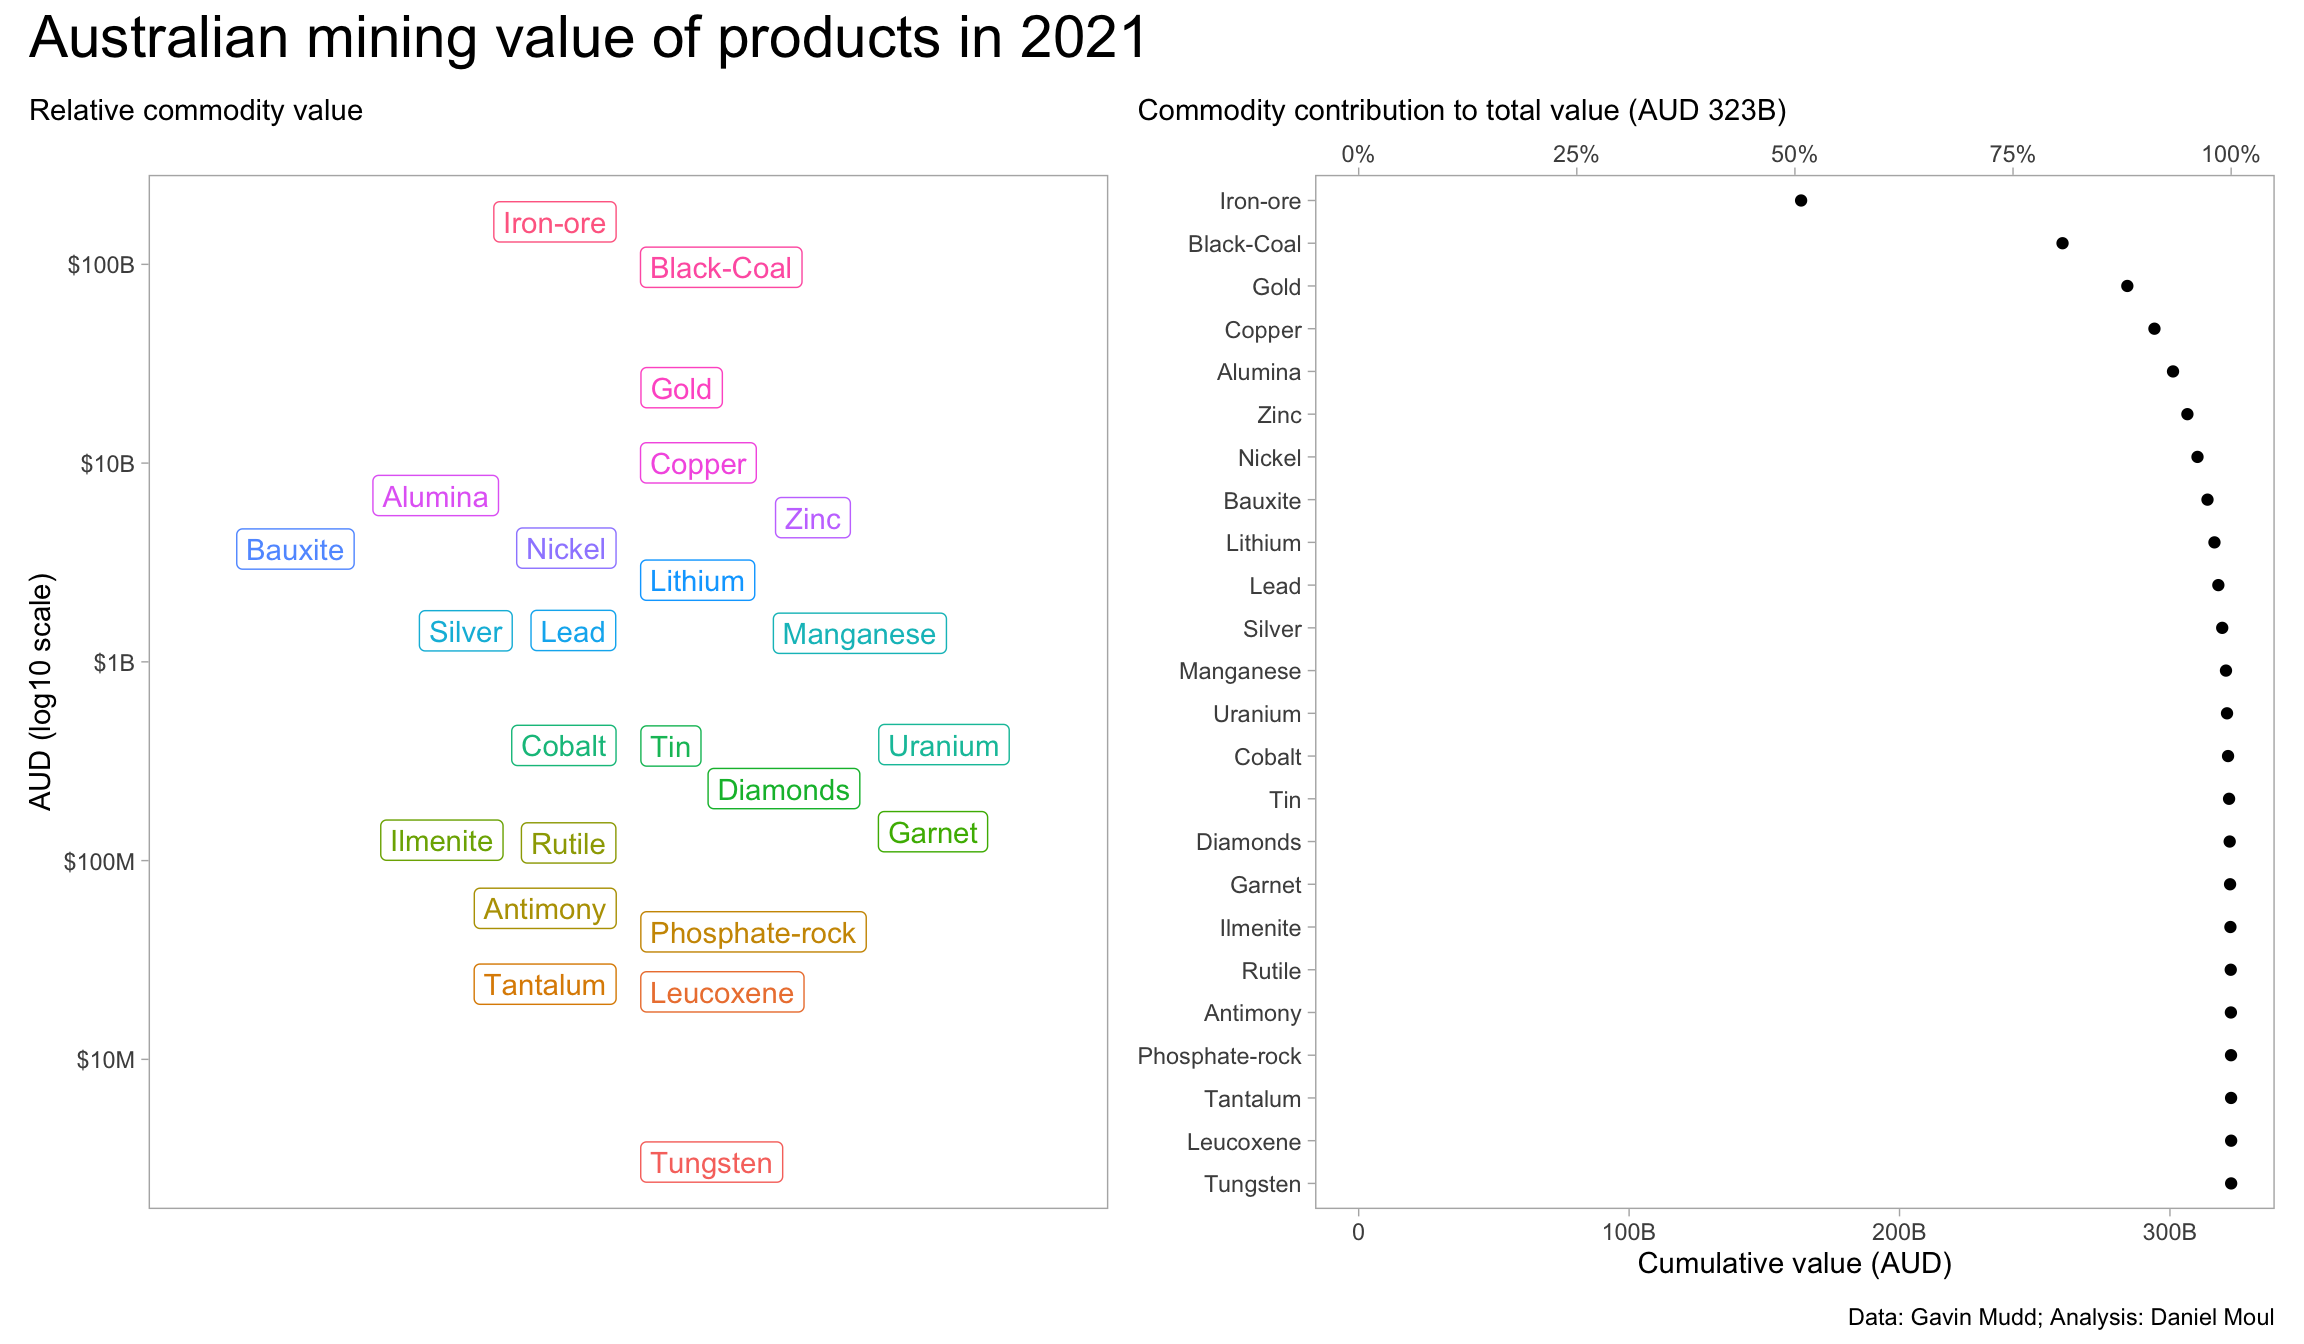 Australian mining value of products in 2021
Relative commodity value
AUD (log10 scale)
$100B
$10B
$1B
$100M
$10M
Iron-ore
Black-Coal
Gold
Copper
Alumina
Zinc
Bauxite
Nickel
Lithium
Silver
Lead
Manganese
Cobalt
Tin
Uranium
Diamonds
Garnet
Ilmenite
Rutile
Antimony
Phosphate-rock
Tantalum
Leucoxene
Tungsten
Commodity contribution to total value (AUD 323B)
0% 25% 50% 75% 100%
Iron-ore
Black-Coal
Gold
Copper
Alumina
Zinc
Nickel
Bauxite
Lithium
Lead
Silver
Manganese
Uranium
Cobalt
Tin
Diamonds
Garnet
Ilmenite
Rutile
Antimony
Phosphate-rock
Tantalum
Leucoxene
Tungsten
0 100B 200B 300B
Cumulative value (AUD)
Data: Gavin Mudd; Analysis: Daniel Moul